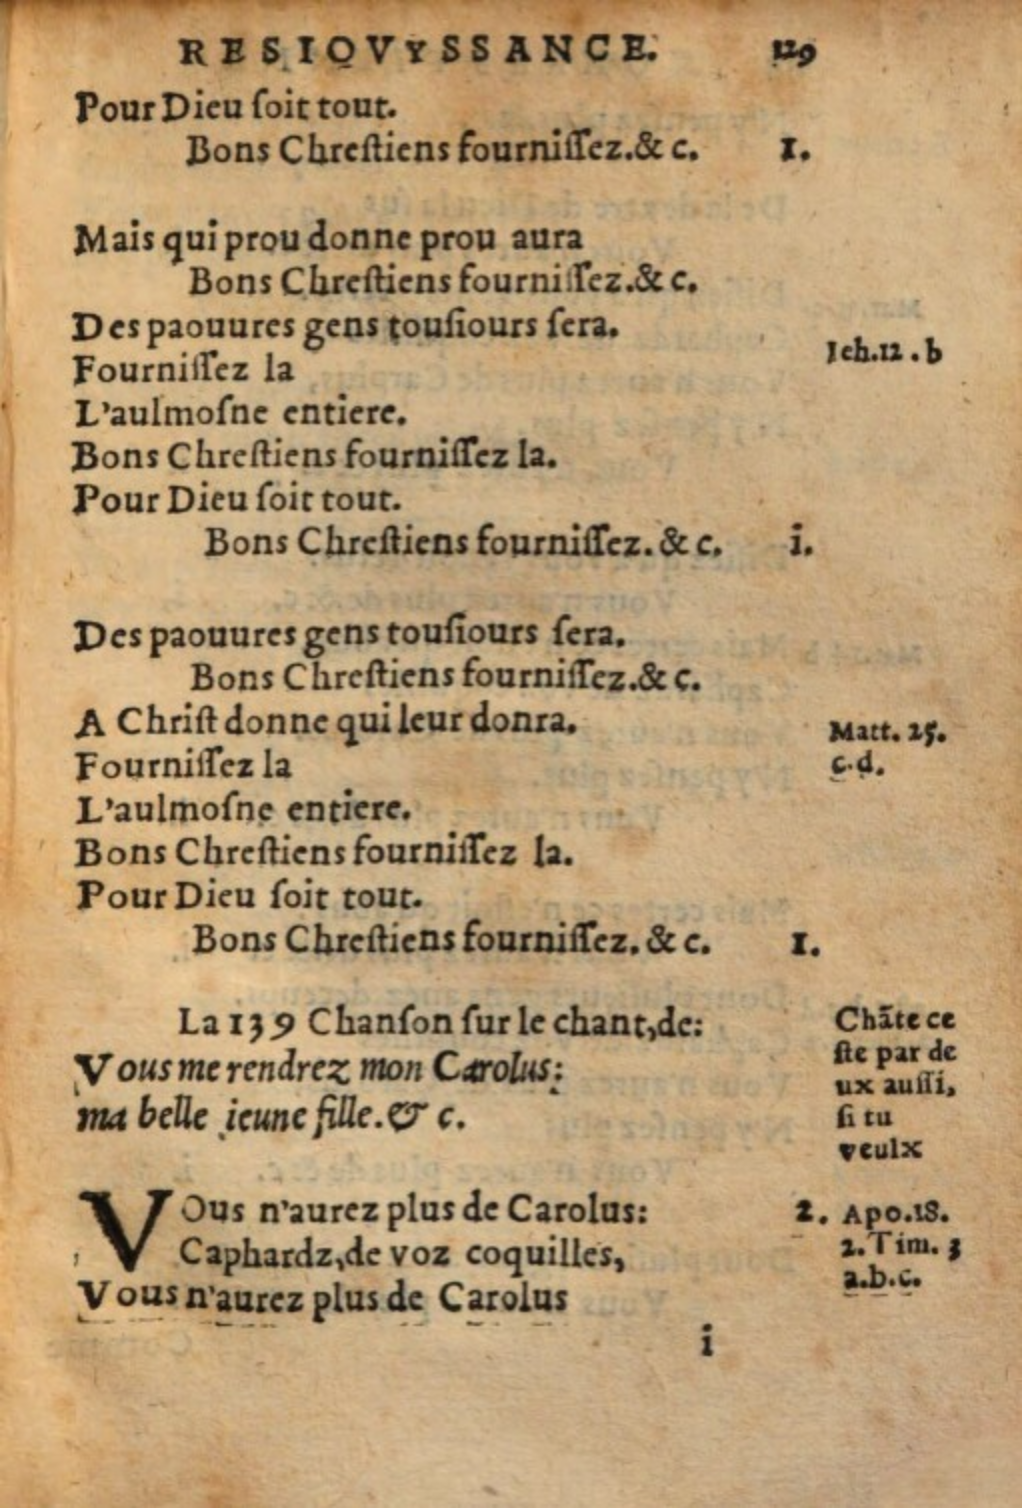 RESIQVYSSANCE. 129
Pour Dieu ſoit tout.
Bons Chreſtiens fourniſſez.& c. 1.
Mais qui prou donne prou aura
Bons Chreſtiens fourniſſez.& c.
Des paouures gens touſiours ſera.
Ieh.12.b
Fourniſſez la
L'aulmoſne entiere.
Bons Chreſtiens fourniſſez la.
Pour Dieu ſoit tout.
Bons Chreſtiens fourniſſez. & c. i.
Des paouures gens touſiours ſera.
Bons Chreſtiens fourniſſez.& c.
A Chriſt donne qui leur donra. Matt. 25.
Fourniſſez la c.d.
L'aulmoſne entiere.
Bons Chreſtiens fourniſſez la.
Pour Dieu ſoit tout.
Bons Chreſtiens fourniſſez. & c. 1.
La 139 Chanſon ſur le chant,de:
Vous me rendrez mon Carolus:
ma belle ieune fille.& c.
Chãte ce
ſte par de
ux auſſi,
ſi tu
veulx
VOus n'aurez plus de Carolus: 2. Apo.18.
Caphardz,de voz coquilles, 2.Tim. 3
Vous n'aurez plus de Carolus a.b.c.
i